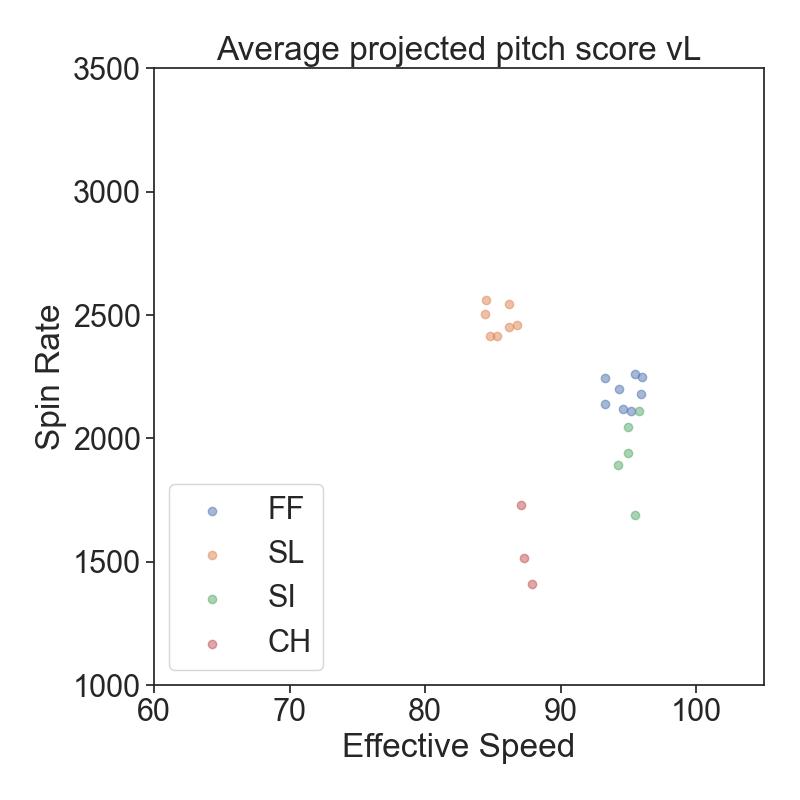 Average projected pitch score vL
3500
3000
2500
2000
1500
1000
Spin Rate
FF
SL
SI
CH
60 70 80 90 100
Effective Speed